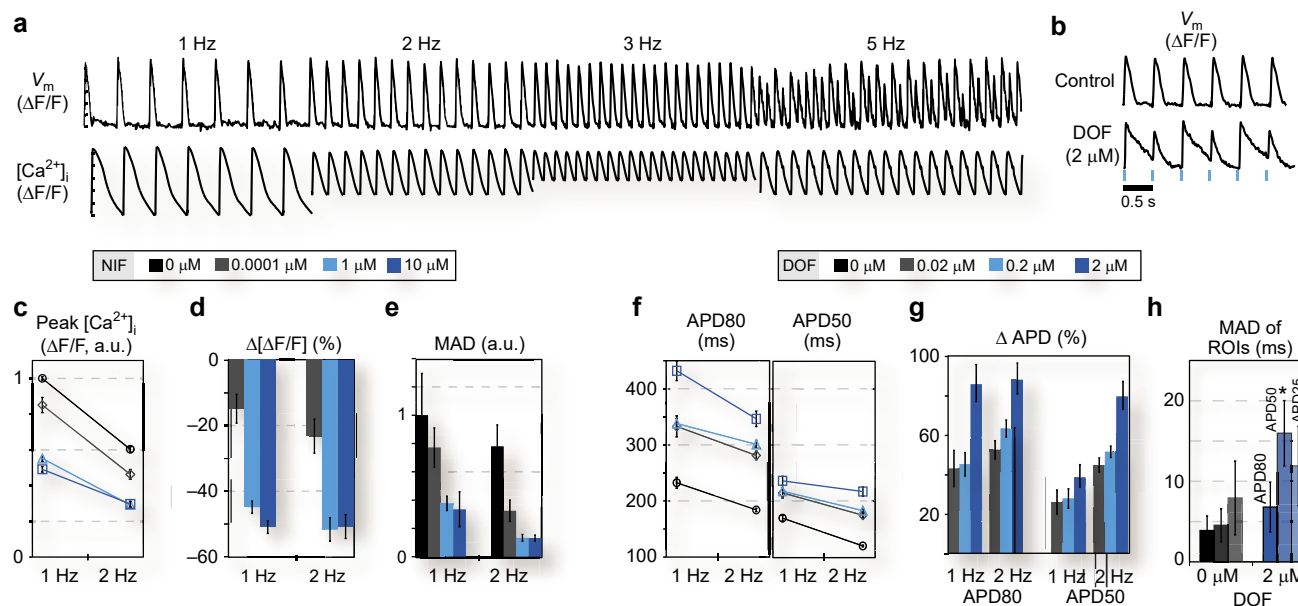 a
1 Hz 2 Hz 3 Hz 5 Hz
Vm
(ΔF/F)
[Ca2+]i
(ΔF/F)
b
Vm
(ΔF/F)
Control
DOF
(2 μM)
0.5 s
NIF 0 μM 0.0001 μM 1 μM 10 μM
DOF 0 μM 0.02 μM 0.2 μM 2 μM
c
Peak [Ca2+]i
(ΔF/F, a.u.)
1
0
1 Hz 2 Hz
d
Δ[ΔF/F] (%)
0
−20
−40
−60
1 Hz 2 Hz
e
MAD (a.u.)
1
0
1 Hz 2 Hz
f
APD80
(ms)
APD50
(ms)
400
300
200
100
1 Hz 2 Hz 1 Hz 2 Hz
g
Δ APD (%)
100
60
20
1 Hz 2 Hz 1 Hz 2 Hz
APD80 APD50
h
MAD of
ROIs (ms)
20
10
0
APD80
APD50
*
0 μM 2 μM
DOF